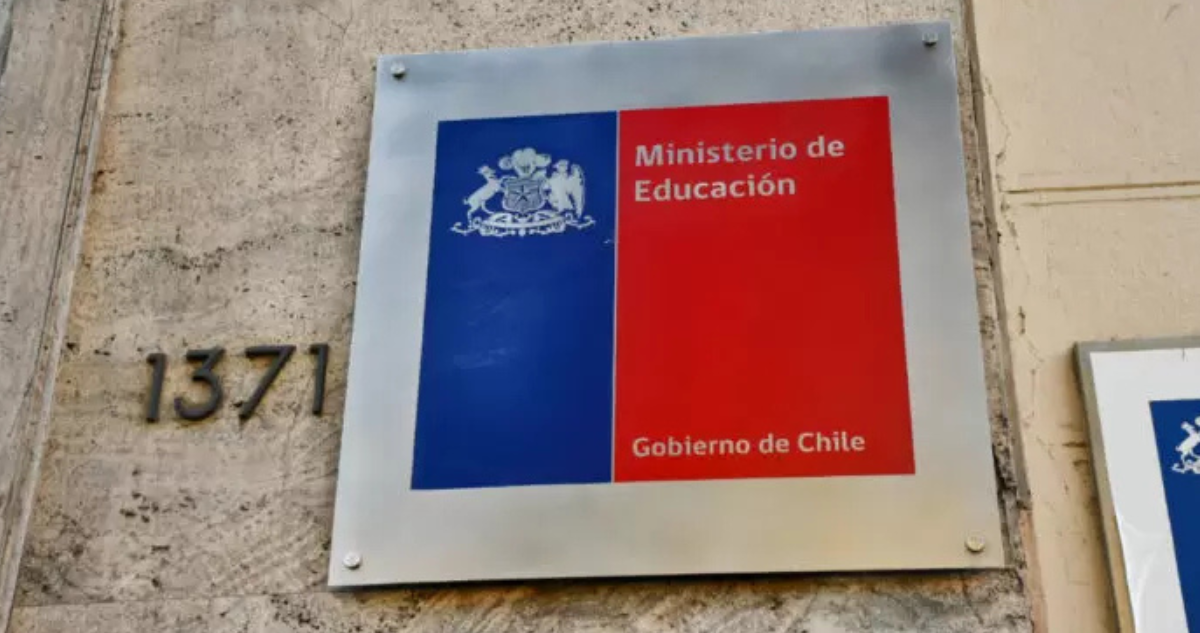 1371
Ministerio de
Educación
Gobierno de Chile